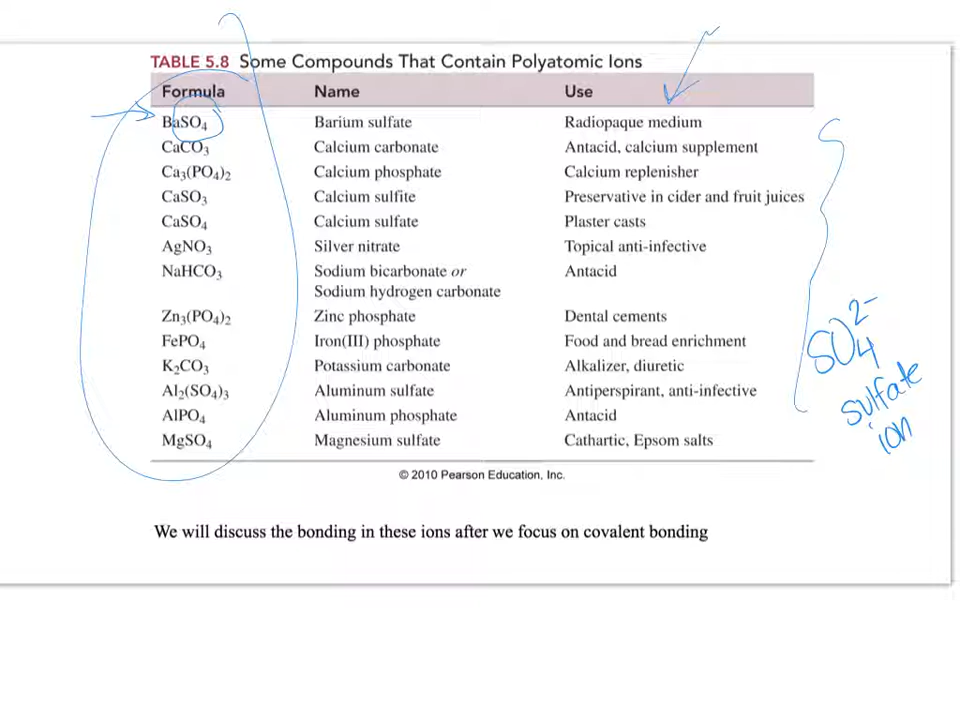 TABLE 5.8 Some Compounds That Contain Polyatomic Ions
Formula Name Use
BaSO₄ Barium sulfate Radiopaque medium
CaCO₃ Calcium carbonate Antacid, calcium supplement
Ca₃(PO₄)₂ Calcium phosphate Calcium replenisher
CaSO₃ Calcium sulfite Preservative in cider and fruit juices
CaSO₄ Calcium sulfate Plaster casts
AgNO₃ Silver nitrate Topical anti-infective
NaHCO₃ Sodium bicarbonate or
Sodium hydrogen carbonate Antacid
Zn₃(PO₄)₂ Zinc phosphate Dental cements
FePO₄ Iron(III) phosphate Food and bread enrichment
K₂CO₃ Potassium carbonate Alkalizer, diuretic
Al₂(SO₄)₃ Aluminum sulfate Antiperspirant, anti-infective
AlPO₄ Aluminum phosphate Antacid
MgSO₄ Magnesium sulfate Cathartic, Epsom salts
SO₄²⁻
sulfate
ion
© 2010 Pearson Education, Inc.
We will discuss the bonding in these ions after we focus on covalent bonding